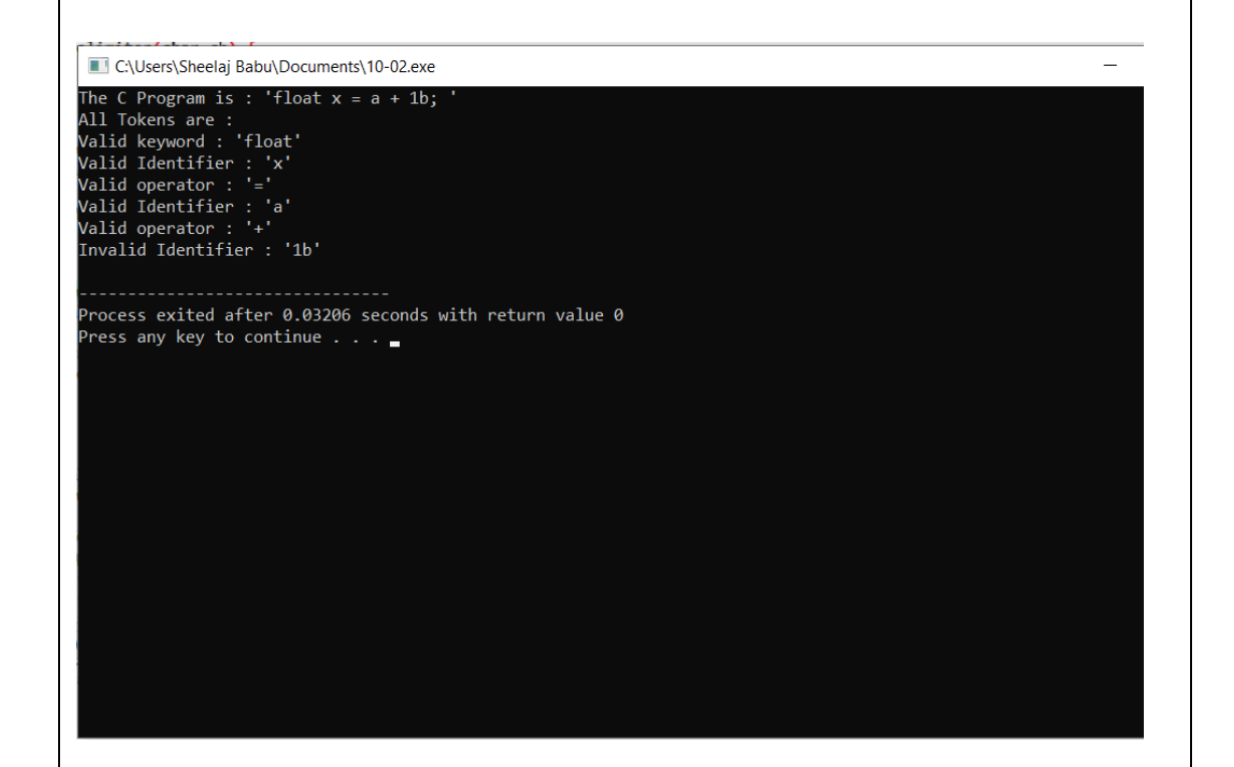 C:\Users\Sheelaj Babu\Documents\10-02.exe
The C Program is : 'float x = a + 1b; '
All Tokens are :
Valid keyword : 'float'
Valid Identifier : 'x'
Valid operator : '='
Valid Identifier : 'a'
Valid operator : '+'
Invalid Identifier : '1b'
--------------------------------
Process exited after 0.03206 seconds with return value 0
Press any key to continue . . .